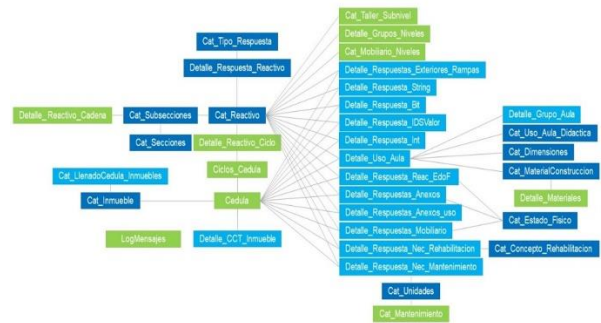 Cat_Taller_Subnivel
Detalle_Grupos_Niveles
Cat_Mobiliario_Niveles
Cat_Tipo_Respuesta
Detalle_Respuesta_Reactivo
Detalle_Respuestas_Exteriores_Rampas
Detalle_Respuesta_String
Detalle_Respuesta_Bit
Detalle_Respuesta_IDSValor
Detalle_Respuesta_Int
Detalle_Uso_Aula
Detalle_Respuesta_Reac_EdoF
Detalle_Respuestas_Anexos
Detalle_Respuestas_Anexos_uso
Detalle_Respuestas_Mobiliario
Detalle_Respuesta_Nec_Rehabilitacion
Detalle_Respuesta_Nec_Mantenimiento
Detalle_Reactivo_Cadena
Cat_Subsecciones
Cat_Reactivo
Cat_Secciones
Detalle_Reactivo_Ciclo
Ciclos_Cedula
Cat_LlenadoCedula_Inmuebles
Cat_Inmueble
Cedula
LogMensajes
Detalle_CCT_Inmueble
Detalle_Grupo_Aula
Cat_Uso_Aula_Didactica
Cat_Dimensiones
Cat_MaterialConstruccion
Detalle_Materiales
Cat_Estado_Fisico
Cat_Concepto_Rehabilitacion
Cat_Unidades
Cat_Mantenimiento